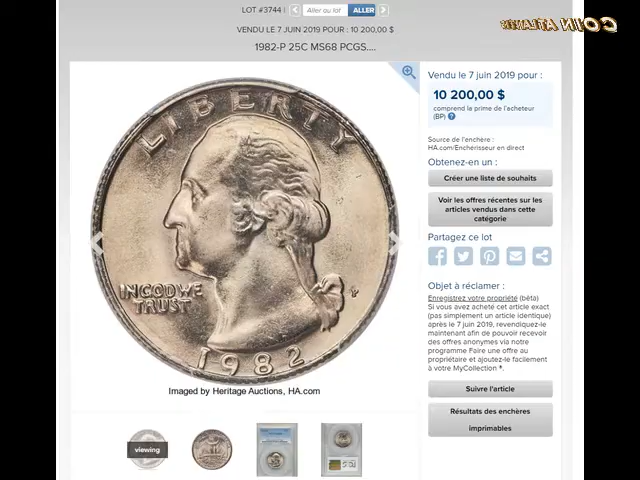 LOT #3744 | Aller au lot ALLER
COIN ATLANTIS
VENDU LE 7 JUIN 2019 POUR : 10 200,00 $
1982-P 25C MS68 PCGS....
LIBERTY
IN GOD WE
TRUST
P
1982
Imaged by Heritage Auctions, HA.com
viewing
Vendu le 7 juin 2019 pour :
10 200,00 $
comprend la prime de l'acheteur
(BP) ?
Source de l'enchère :
HA.com/Enchérisseur en direct
Obtenez-en un :
Créer une liste de souhaits
Voir les offres récentes sur les
articles vendus dans cette
catégorie
Partagez ce lot
Objet à réclamer :
Enregistrez votre propriété (bêta)
Si vous avez acheté cet article exact
(pas simplement un article identique)
après le 7 juin 2019, revendiquez-le
maintenant afin de pouvoir recevoir
des offres anonymes via notre
programme Faire une offre au
propriétaire et ajoutez-le facilement
à votre MyCollection *.
Suivre l'article
Résultats des enchères
imprimables